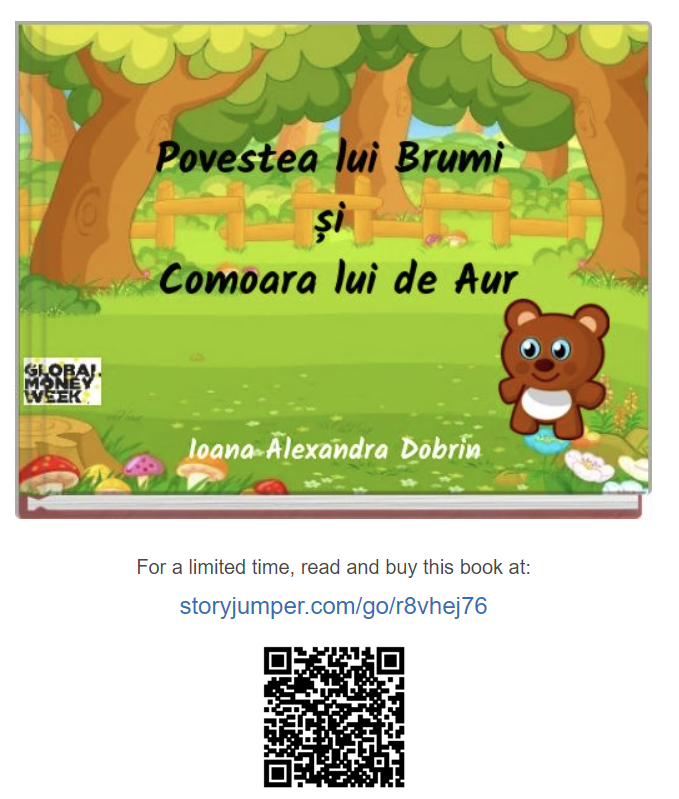 Povestea lui Brumi
și
Comoara lui de Aur
GLOBAL
MONEY
WEEK
Ioana Alexandra Dobrin
For a limited time, read and buy this book at:
storyjumper.com/go/r8vhej76